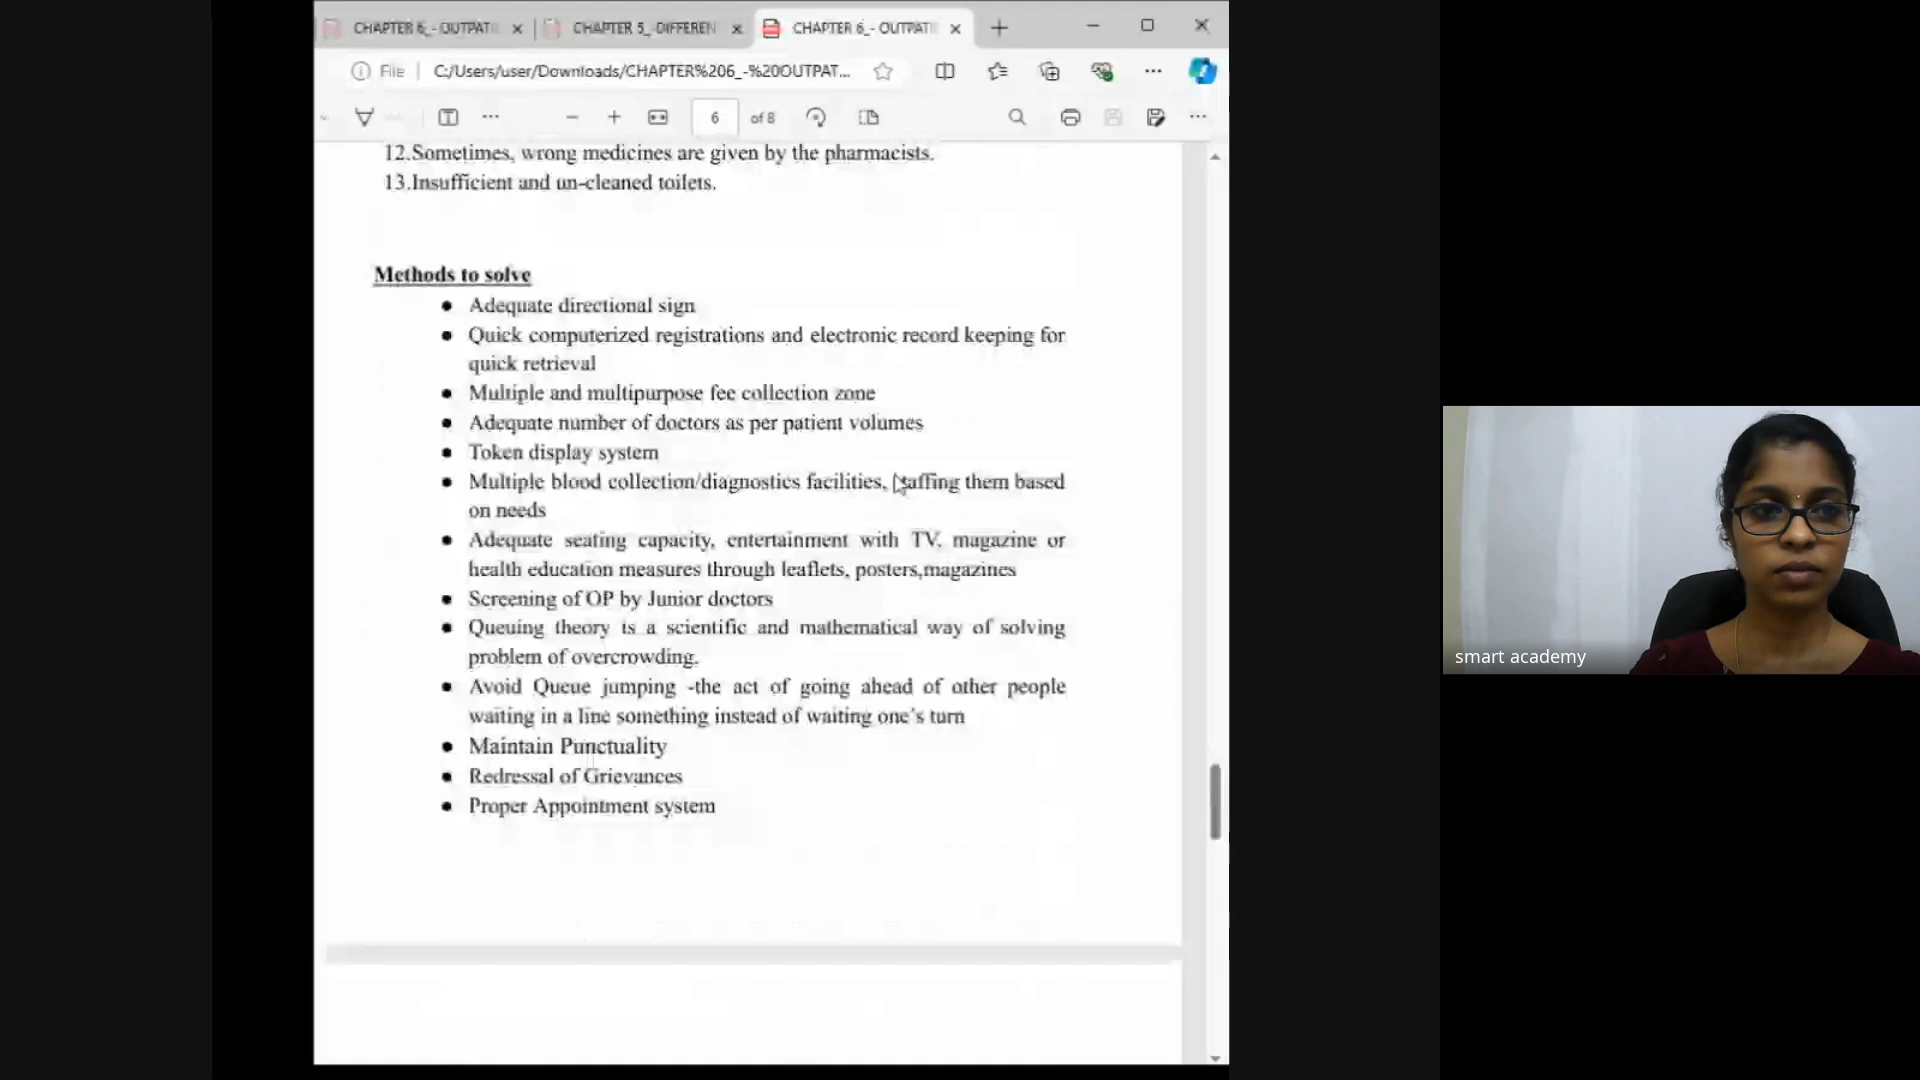 CHAPTER 6_- OUTPATI
CHAPTER 5_-DIFFEREN
CHAPTER 6_- OUTPATI
File
C:/Users/user/Downloads/CHAPTER%206_-%20OUTPAT...
6 of 8
12.Sometimes, wrong medicines are given by the pharmacists.
13.Insufficient and un-cleaned toilets.
Methods to solve
● Adequate directional sign
● Quick computerized registrations and electronic record keeping for
quick retrieval
● Multiple and multipurpose fee collection zone
● Adequate number of doctors as per patient volumes
● Token display system
● Multiple blood collection/diagnostics facilities, staffing them based
on needs
● Adequate seating capacity, entertainment with TV, magazine or
health education measures through leaflets, posters,magazines
● Screening of OP by Junior doctors
● Queuing theory is a scientific and mathematical way of solving
problem of overcrowding.
● Avoid Queue jumping -the act of going ahead of other people
waiting in a line something instead of waiting one's turn
● Maintain Punctuality
● Redressal of Grievances
● Proper Appointment system
smart academy